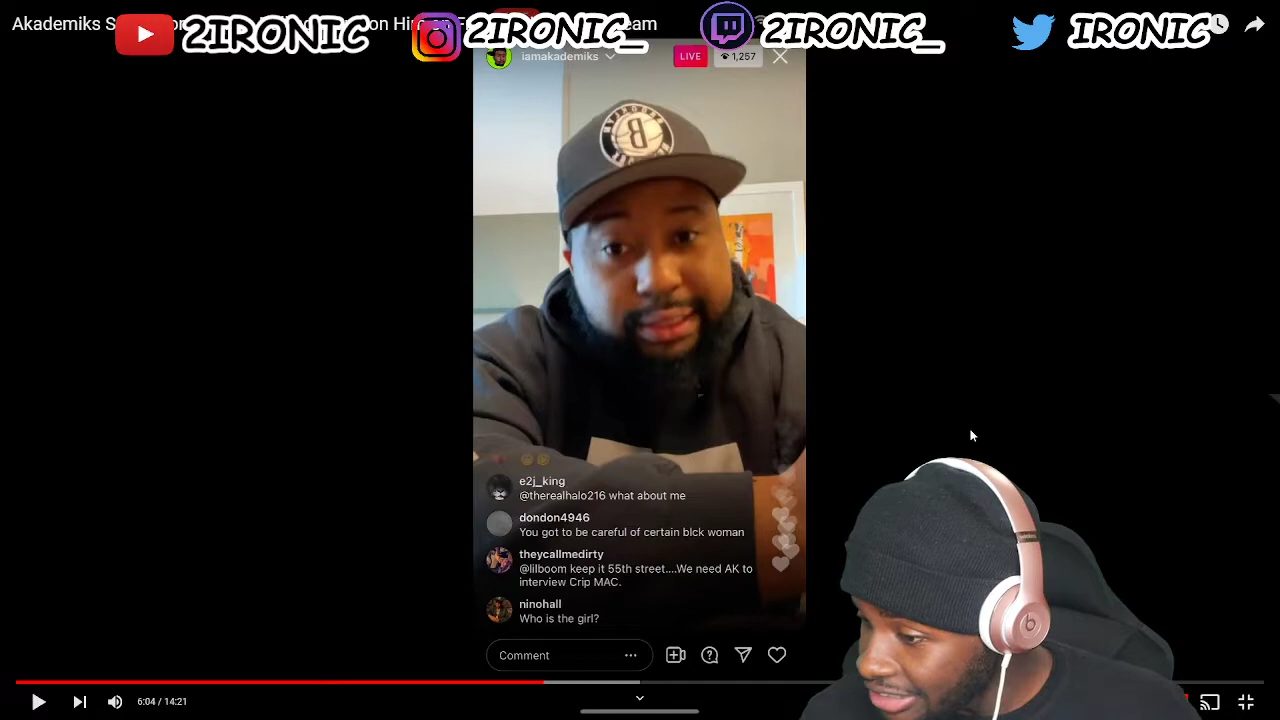 Akademiks
2IRONIC
2IRONIC_
2IRONIC_
IRONIC
iamakademiks
LIVE
1,257
BROOKLYN
B
NETS
e2j_king
@therealhalo216 what about me
dondon4946
You got to be careful of certain blck woman
theycallmedirty
@lilboom keep it 55th street....We need AK to
interview Crip MAC.
ninohall
Who is the girl?
Comment
6:04 / 14:21